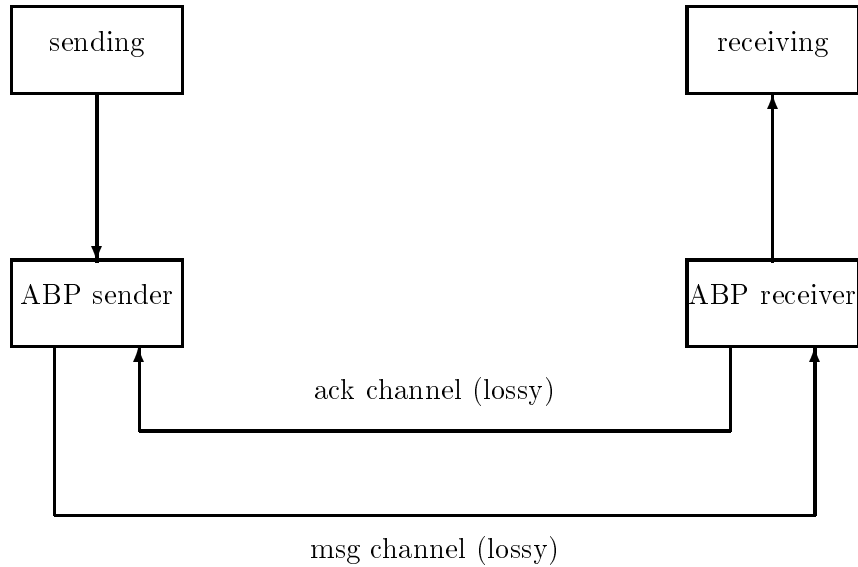 sending
receiving
ABP sender
ABP receiver
ack channel (lossy)
msg channel (lossy)